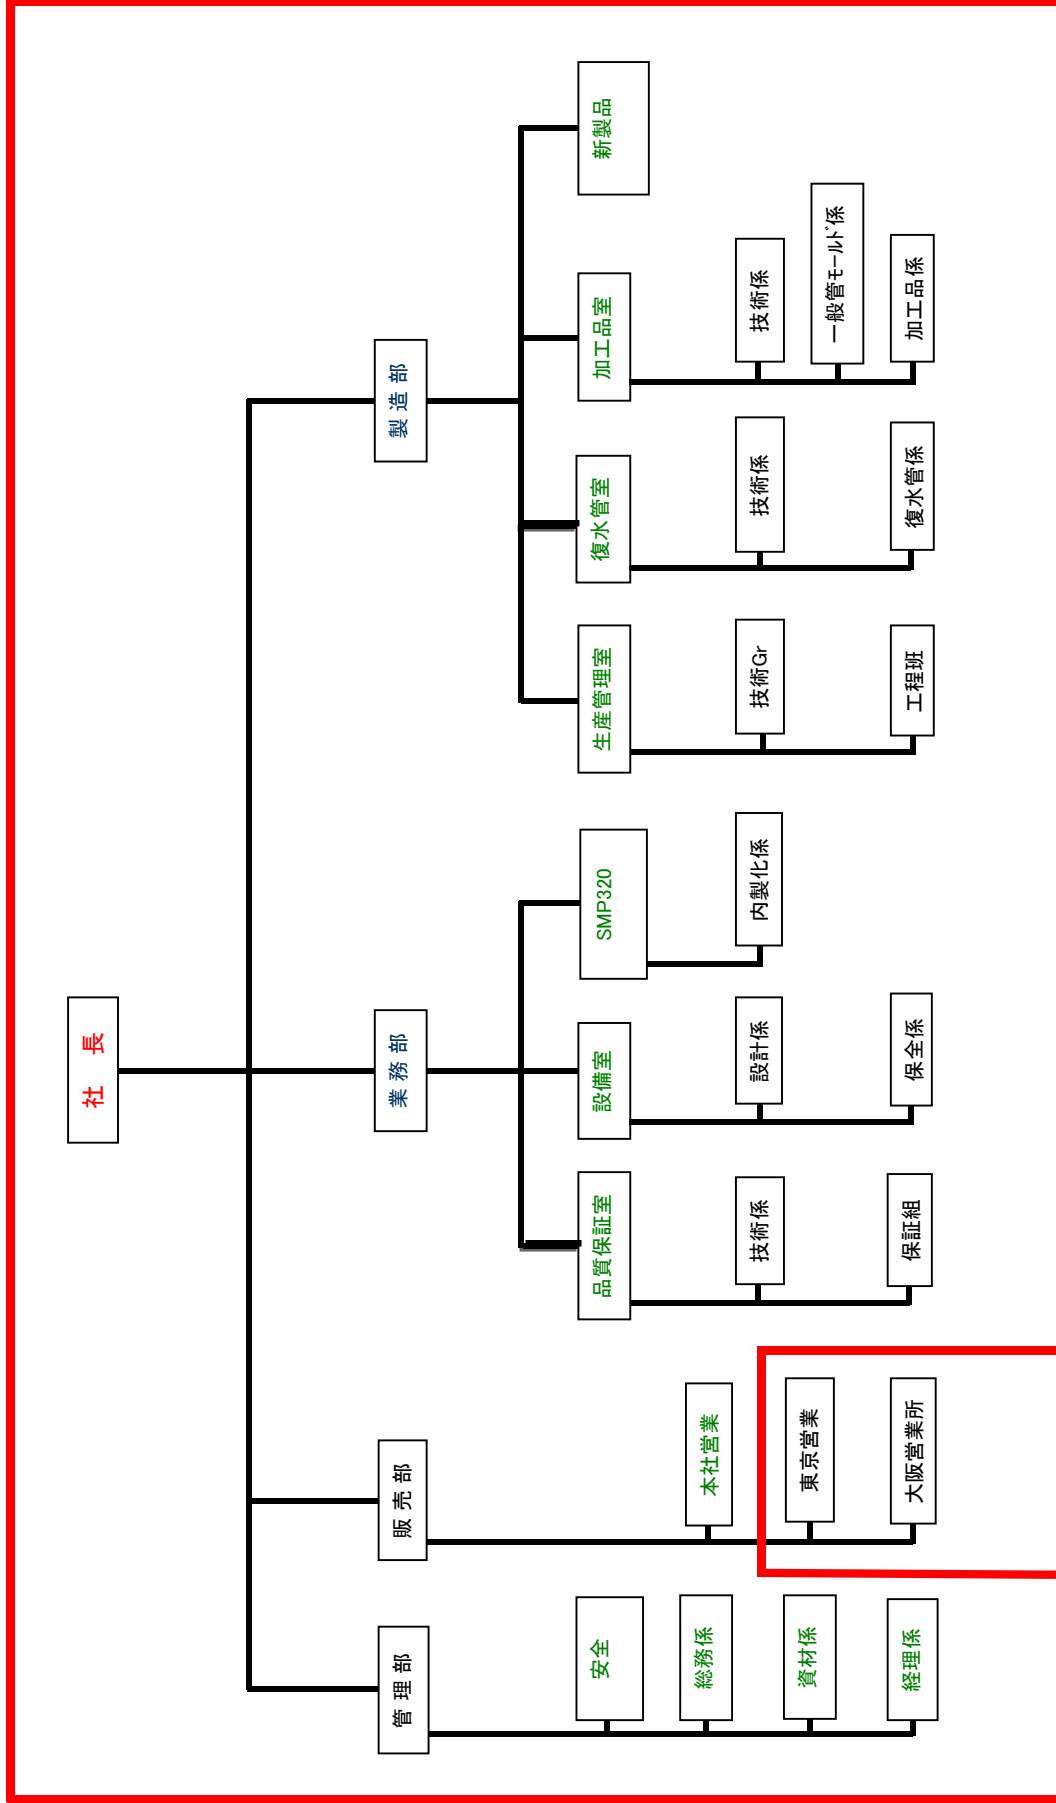 社　長
管 理 部
販 売 部
業 務 部
製 造 部
安全
総務係
資材係
経理係
本社営業
東京営業
大阪営業所
品質保証室
技術係
保証組
設備室
設計係
保全係
SMP320
内製化係
生産管理室
技術Gr
工程班
復水管室
技術係
復水管係
加工品室
技術係
一般管ﾓｰﾙﾄﾞ係
加工品係
新製品